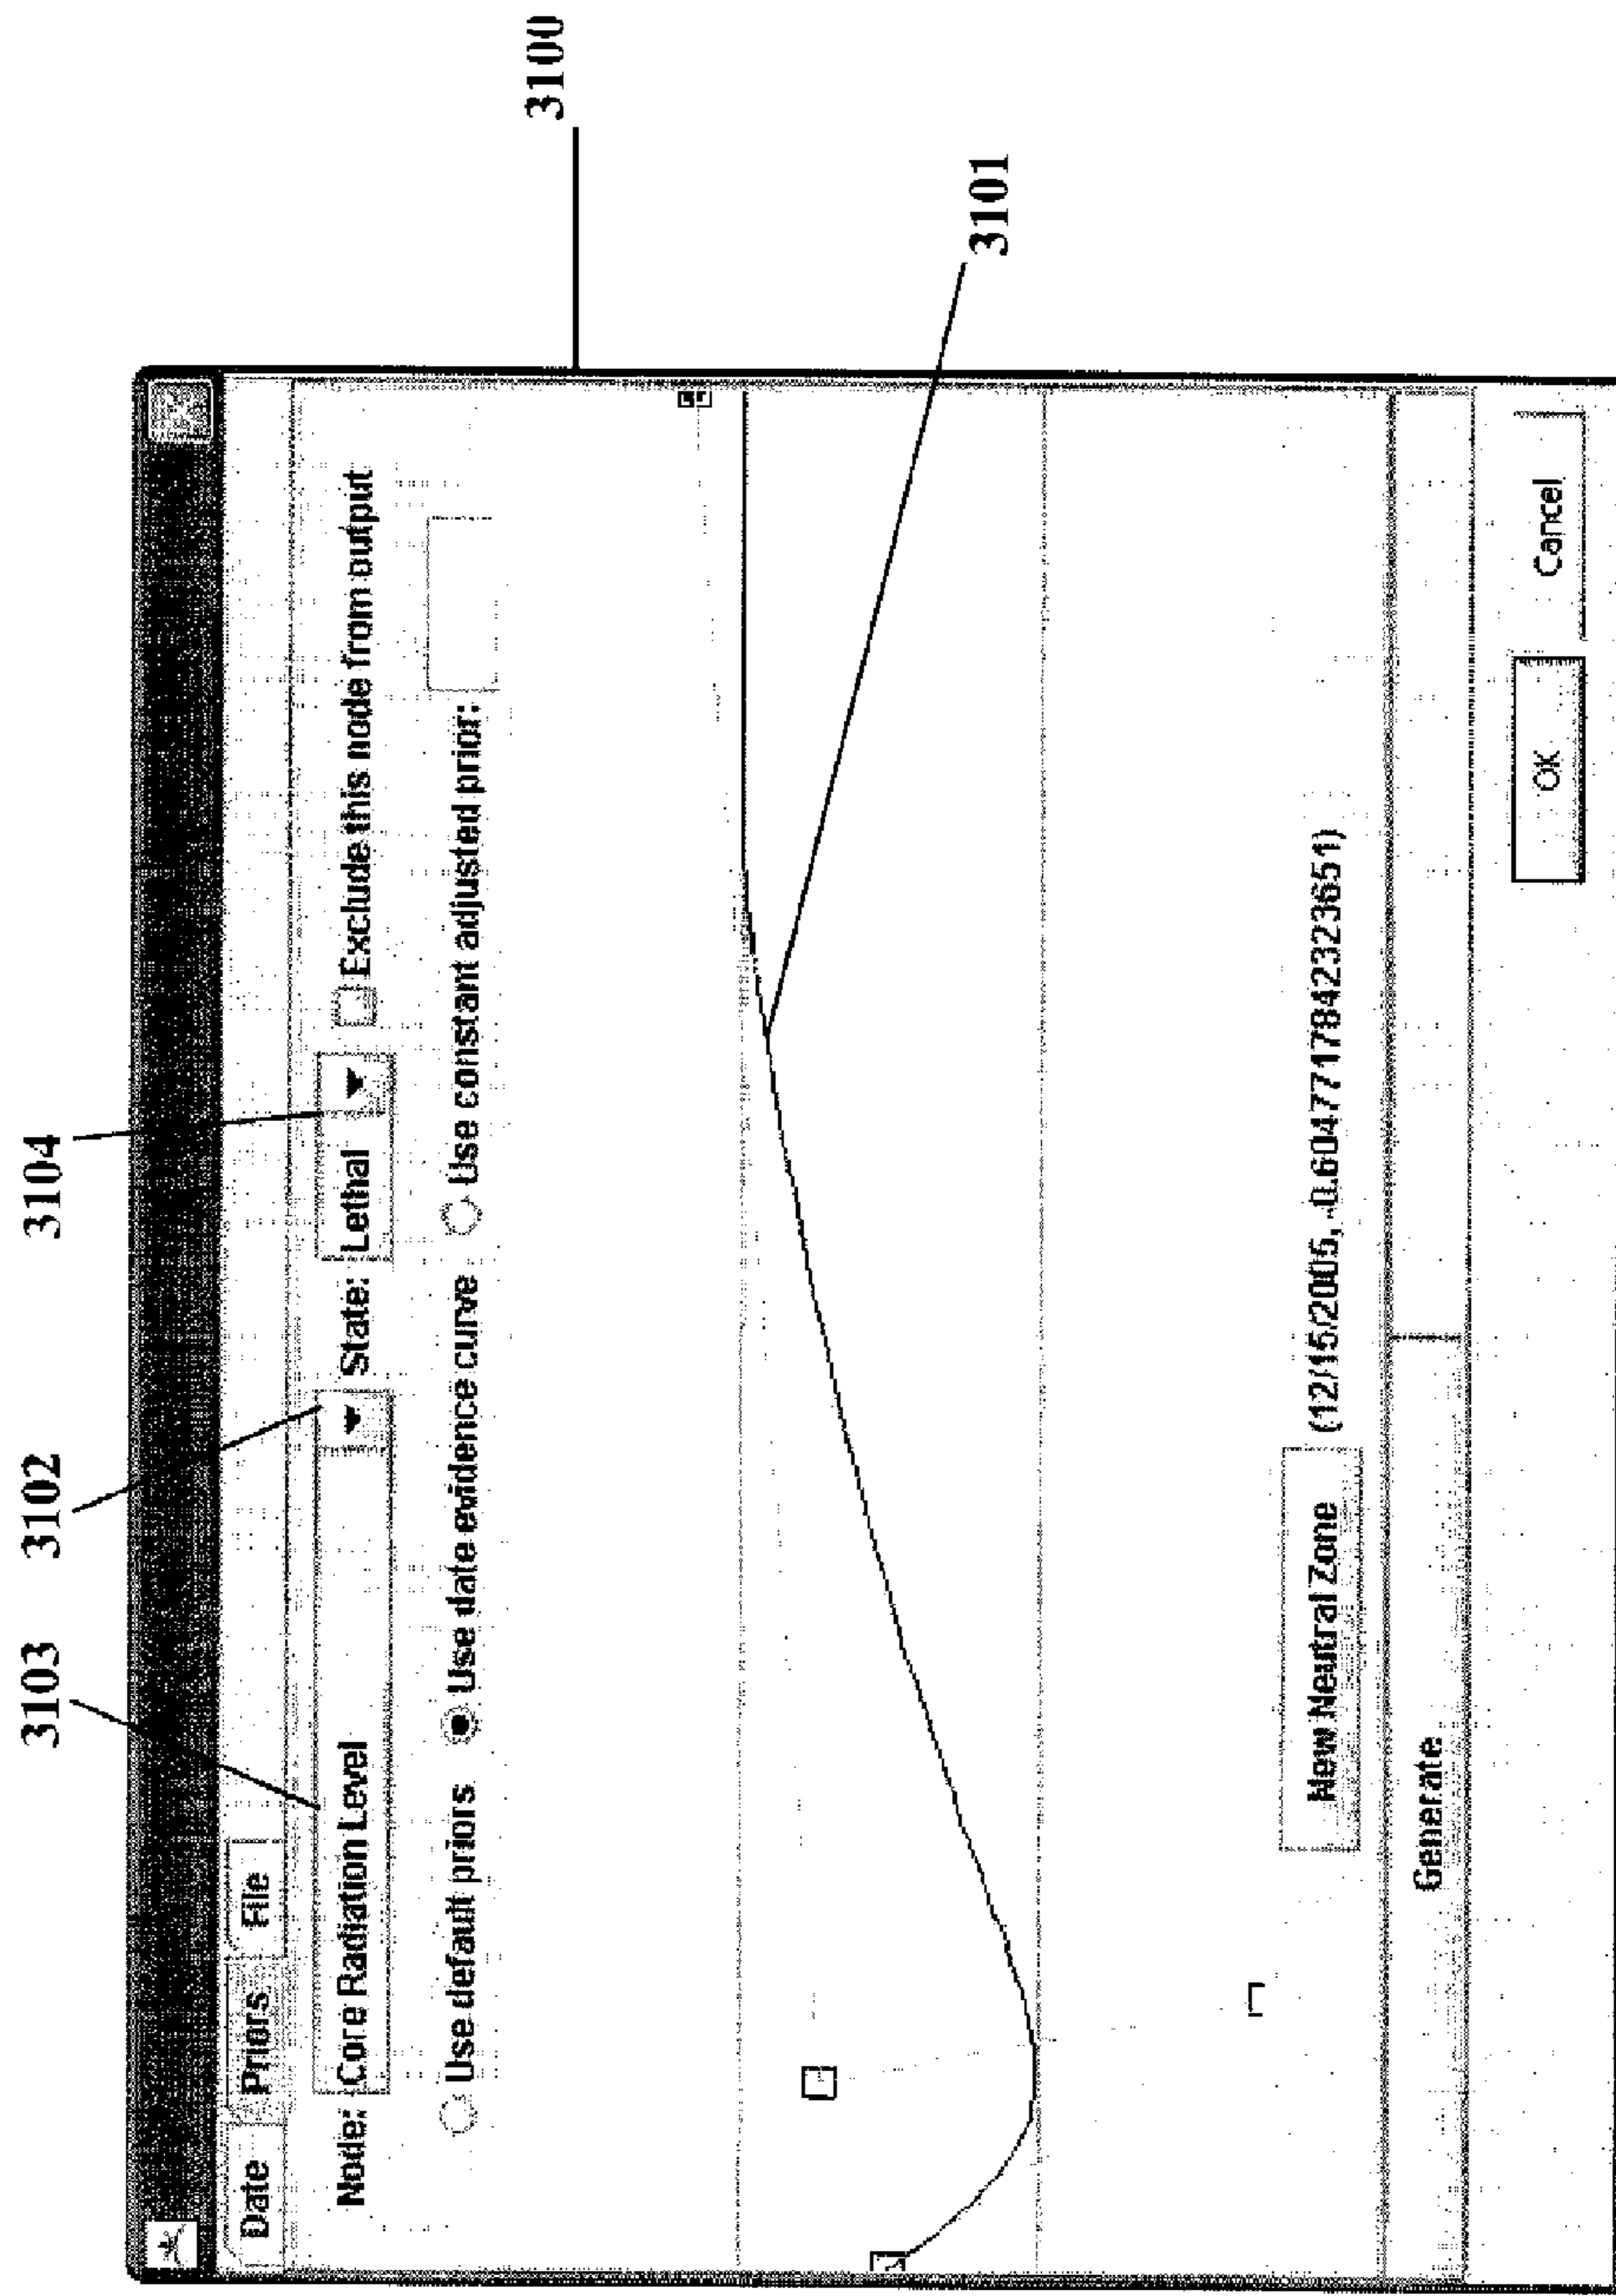 3100
3101
3104
3102
3103
Date Priors File
Node: Core Radiation Level State: Lethal Exclude this node from output
Use default priors Use date evidence curve Use constant adjusted prior:
New Neutral Zone (12/15/2005, -0.6047717842323651)
Generate
OK Cancel